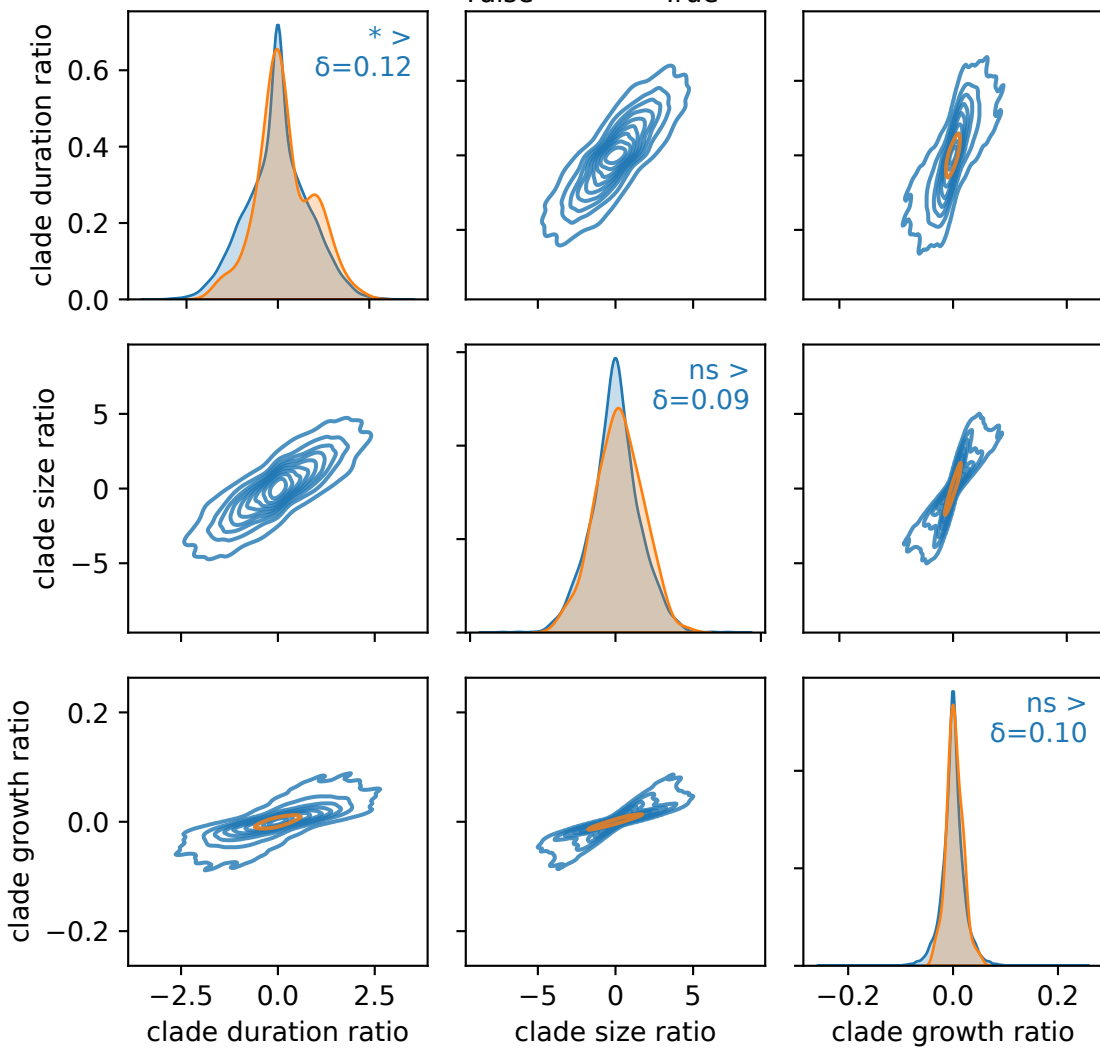 clade duration ratio
0.6
0.4
0.2
0.0
* >
δ=0.12
clade size ratio
5
0
−5
ns >
δ=0.09
clade growth ratio
0.2
0.0
−0.2
ns >
δ=0.10
−2.5 0.0 2.5
−5 0 5
−0.2 0.0 0.2
clade duration ratio
clade size ratio
clade growth ratio